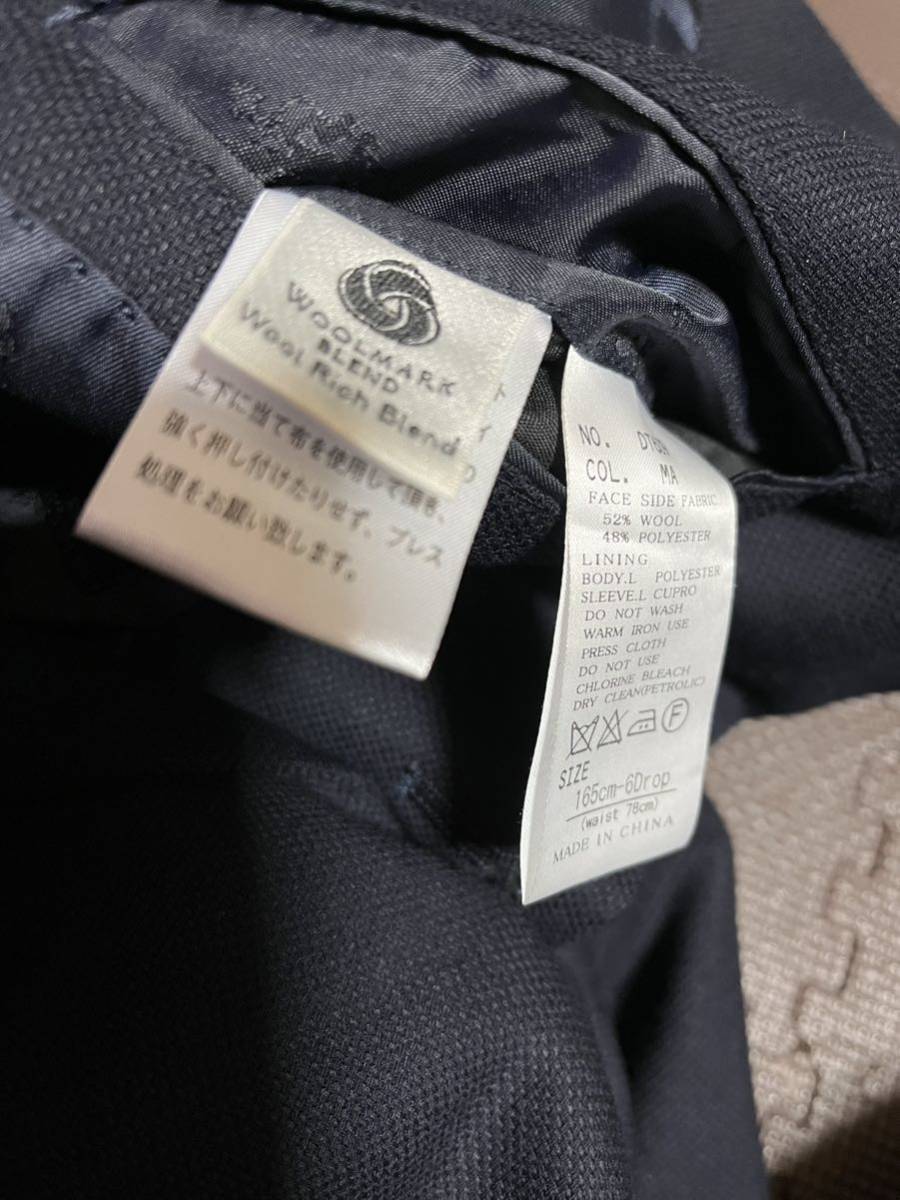 WOOLMARK
BLEND
Wool Rich Blend
上下に当て布を使用して頂き、
強く押し付けたりせず、プレス
処理をお願い致します。
NO.
COL. MA
FACE SIDE FABRIC
52% WOOL
48% POLYESTER
LINING
BODY.L POLYESTER
SLEEVE.L CUPRO
DO NOT WASH
WARM IRON USE
PRESS CLOTH
DO NOT USE
CHLORINE BLEACH
DRY CLEAN(PETROLIC)
F
SIZE
165cm-6Drop
(waist 78cm)
MADE IN CHINA